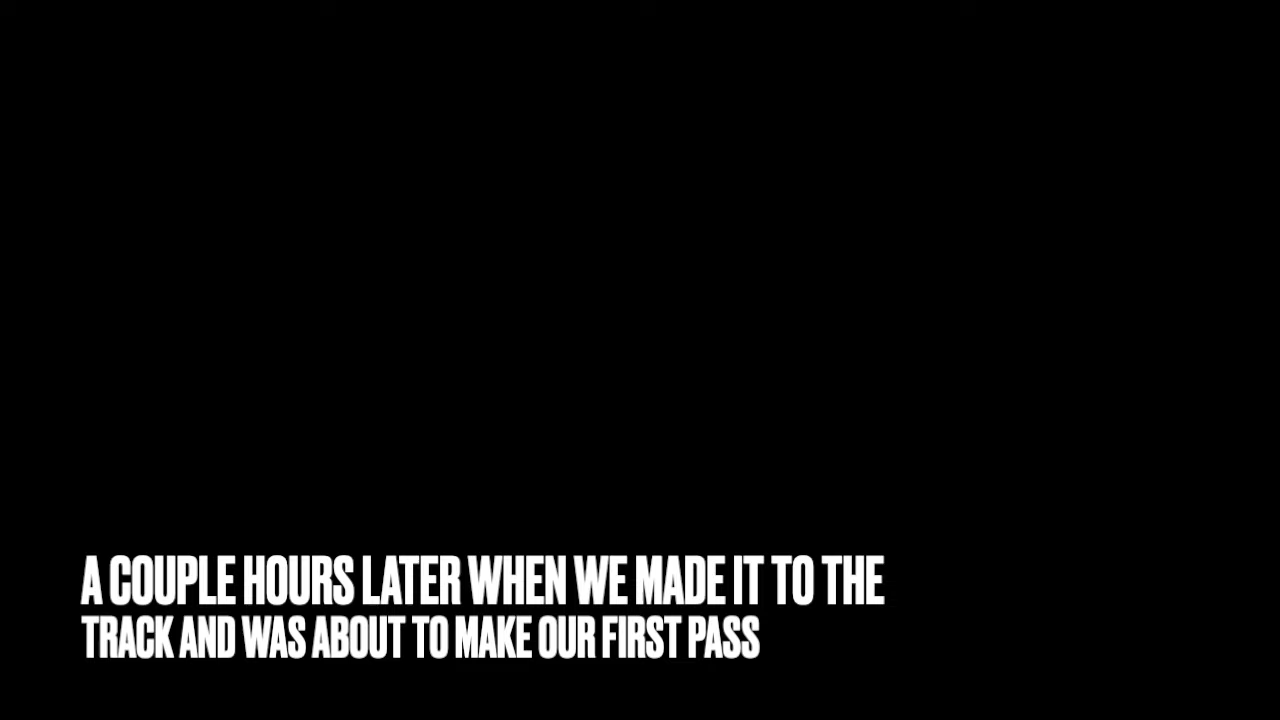 A COUPLE HOURS LATER WHEN WE MADE IT TO THE
TRACK AND WAS ABOUT TO MAKE OUR FIRST PASS